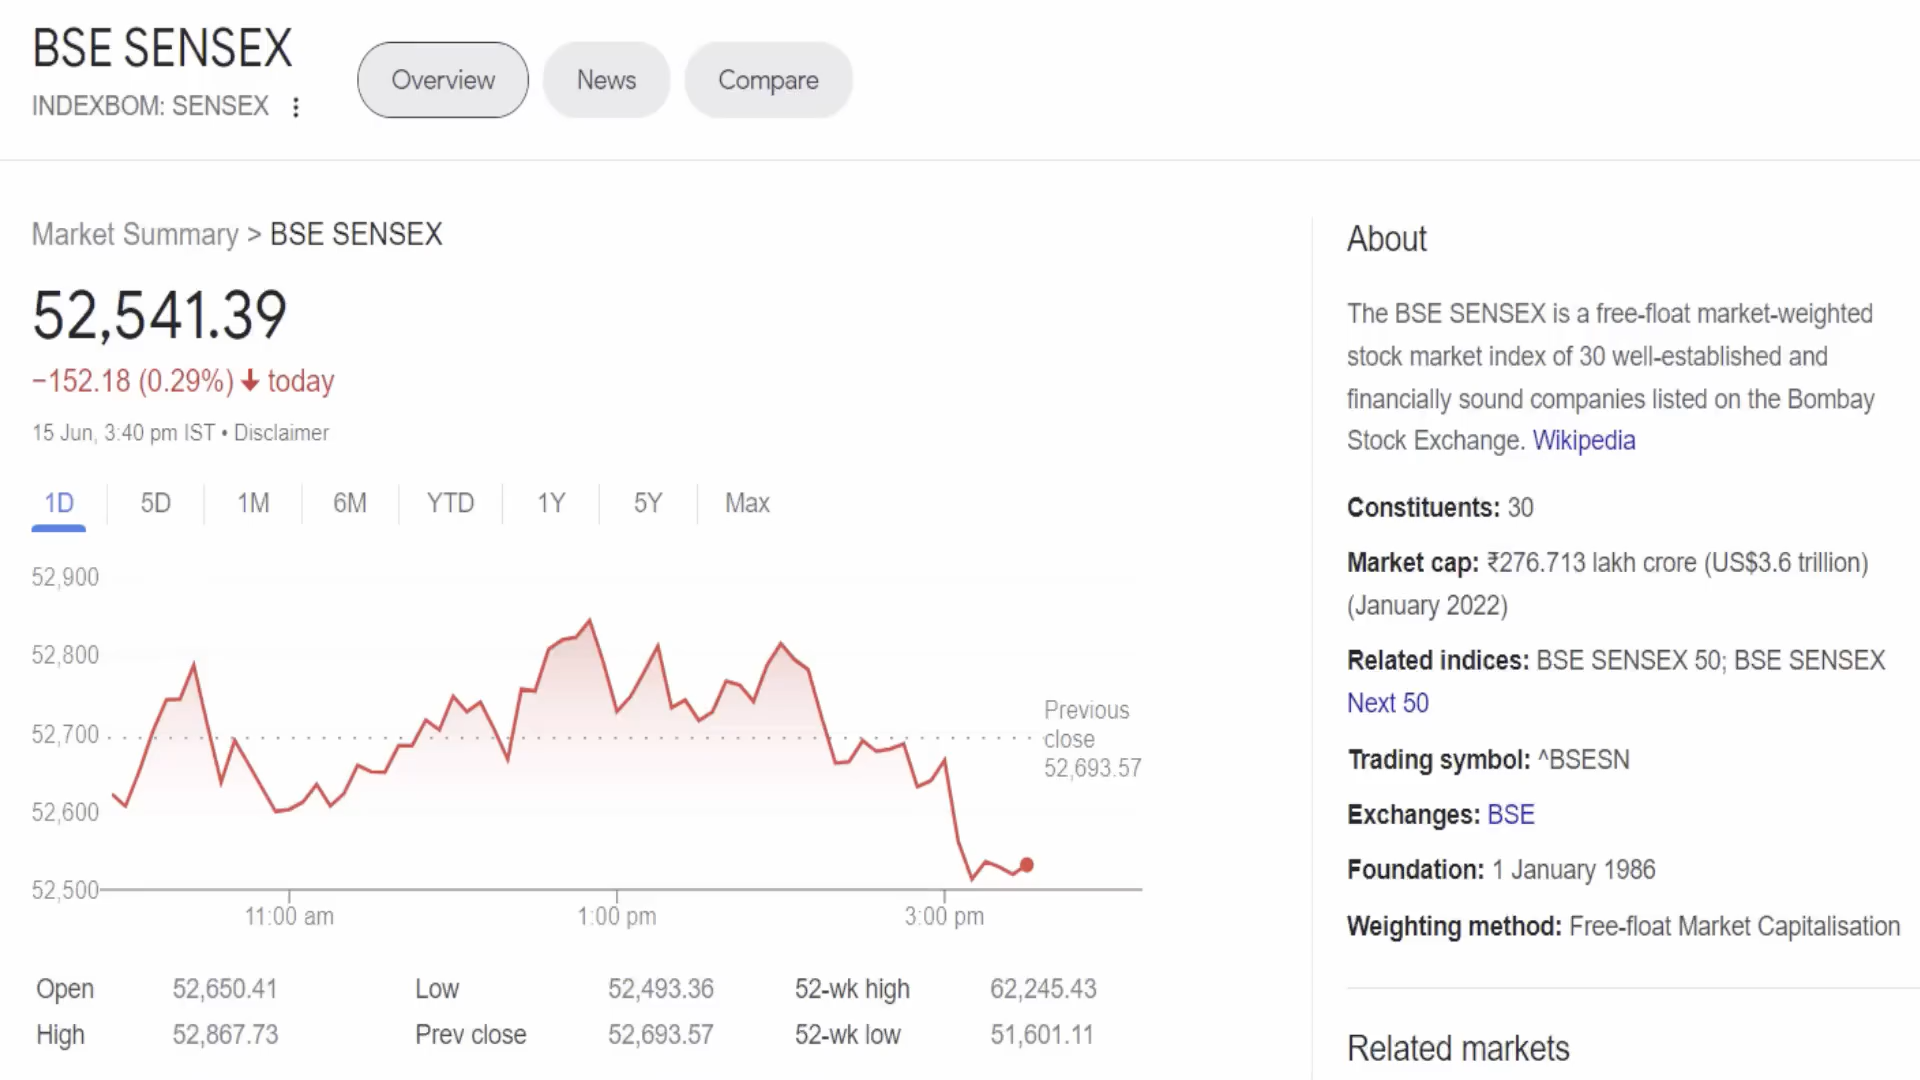 BSE SENSEX
INDEXBOM: SENSEX
Overview
News
Compare
Market Summary > BSE SENSEX
52,541.39
−152.18 (0.29%) ↓ today
15 Jun, 3:40 pm IST • Disclaimer
1D
5D
1M
6M
YTD
1Y
5Y
Max
52,900
52,800
52,700
52,600
52,500
Previous
close
52,693.57
11:00 am
1:00 pm
3:00 pm
Open 52,650.41 Low 52,493.36 52-wk high 62,245.43
High 52,867.73 Prev close 52,693.57 52-wk low 51,601.11
About
The BSE SENSEX is a free-float market-weighted
stock market index of 30 well-established and
financially sound companies listed on the Bombay
Stock Exchange. Wikipedia
Constituents: 30
Market cap: ₹276.713 lakh crore (US$3.6 trillion)
(January 2022)
Related indices: BSE SENSEX 50; BSE SENSEX
Next 50
Trading symbol: ^BSESN
Exchanges: BSE
Foundation: 1 January 1986
Weighting method: Free-float Market Capitalisation
Related markets